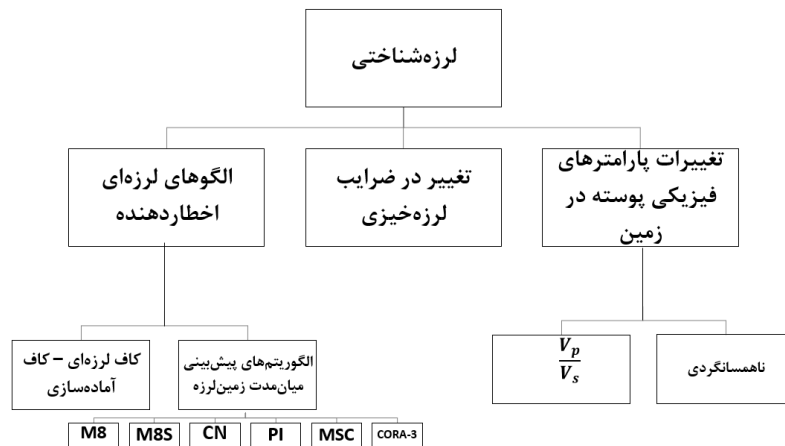 لرزه‌شناختی
تغییرات پارامترهای
فیزیکی پوسته در
زمین
تغییر در ضرایب
لرزه‌خیزی
الگوهای لرزه‌ای
اخطاردهنده
ناهمسانگردی
V_p
V_s
الگوریتم‌های پیش‌بینی
میان‌مدت زمین‌لرزه
کاف لرزه‌ای – کاف
آماده‌سازی
M8
M8S
CN
PI
MSC
CORA-3